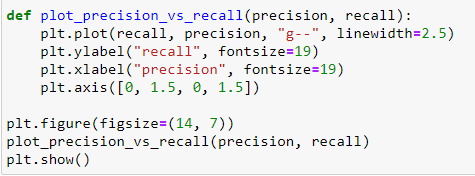 def plot_precision_vs_recall(precision, recall):
    plt.plot(recall, precision, "g--", linewidth=2.5)
    plt.ylabel("recall", fontsize=19)
    plt.xlabel("precision", fontsize=19)
    plt.axis([0, 1.5, 0, 1.5])

plt.figure(figsize=(14, 7))
plot_precision_vs_recall(precision, recall)
plt.show()